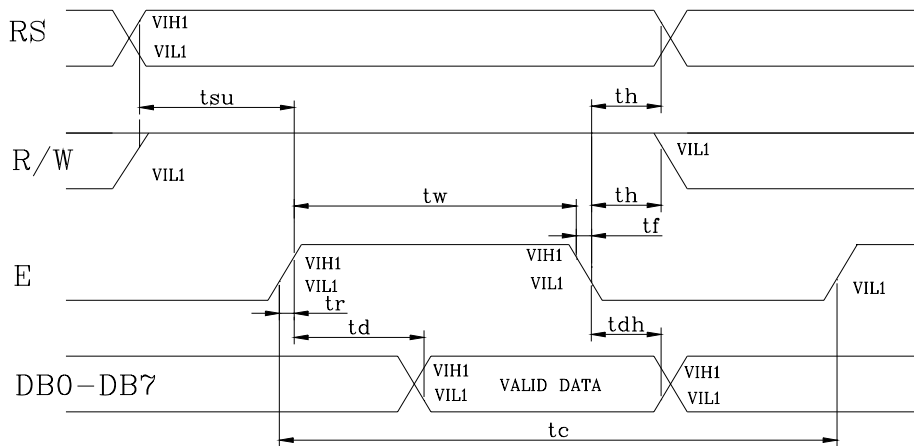 RS
VIH1
VIL1
tsu
th
R/W
VIL1
VIL1
tw
th
tf
E
VIH1
VIL1
VIH1
VIL1
VIL1
tr
td
tdh
DB0-DB7
VIH1
VIL1
VALID DATA
VIH1
VIL1
tc